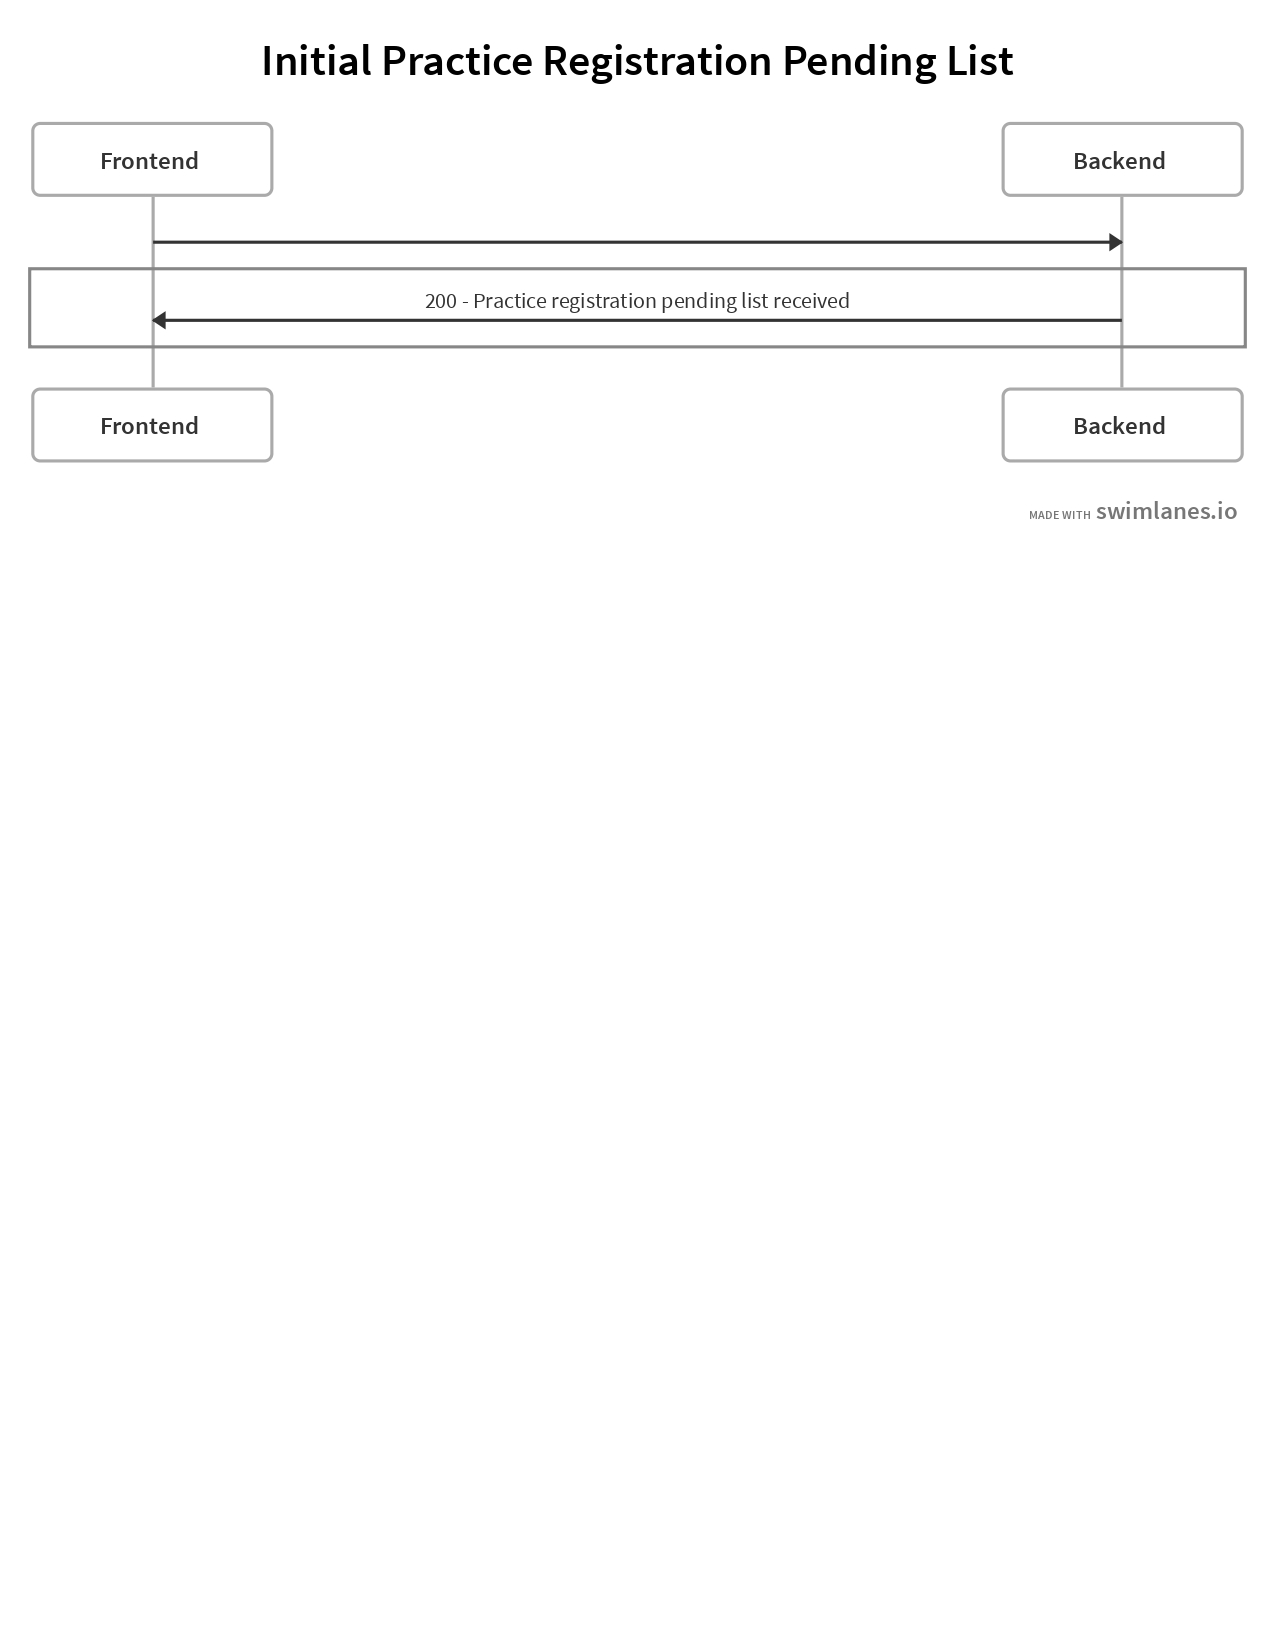 Initial Practice Registration Pending List
Frontend
Backend
200 - Practice registration pending list received
Frontend
Backend
MADE WITH swimlanes.io